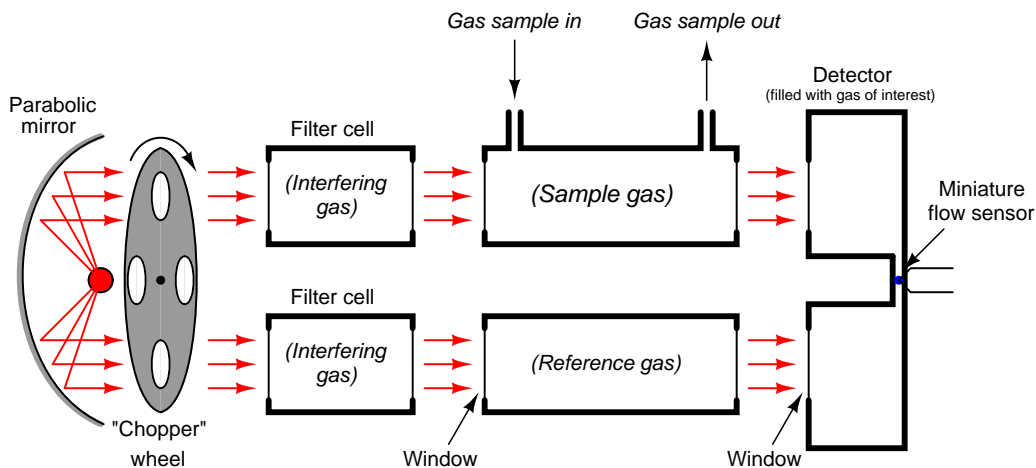 Gas sample in
Gas sample out
Detector
(filled with gas of interest)
Parabolic
mirror
Filter cell
(Interfering
gas)
(Sample gas)
Miniature
flow sensor
Filter cell
(Interfering
gas)
(Reference gas)
"Chopper"
wheel
Window
Window